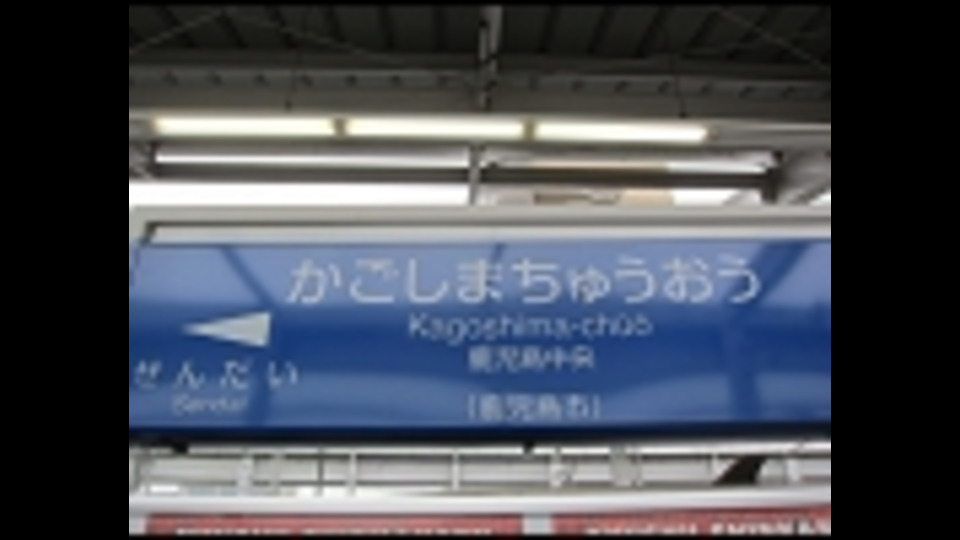 かごしまちゅうおう
Kagoshima-chūō
鹿児島中央
(鹿児島市)
せんだい
Sendai